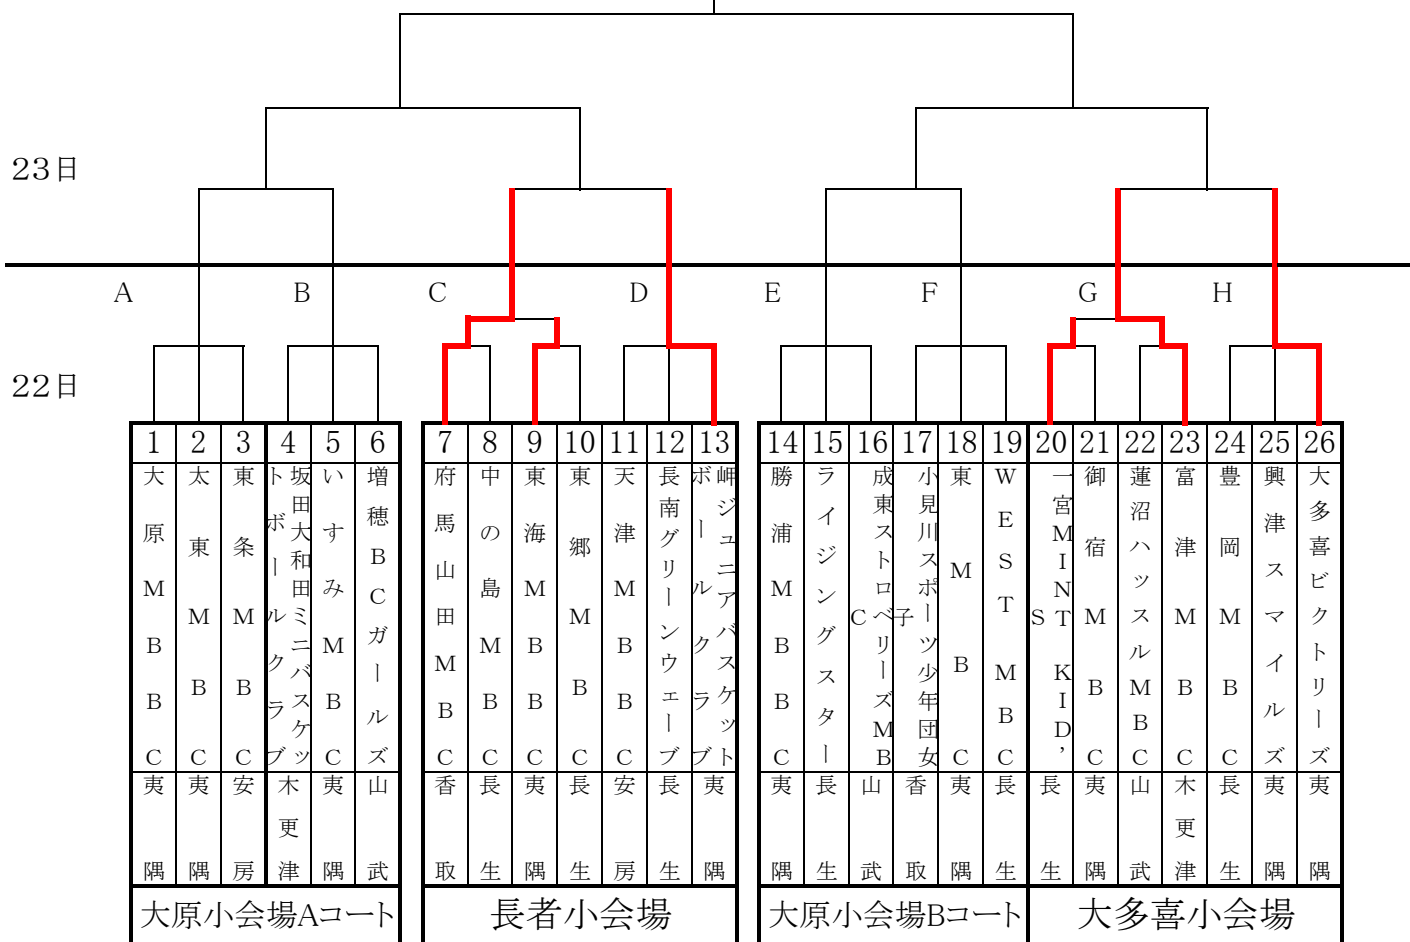 23日
A B C D E F G H
22日
1 2 3 4 5 6 7 8 9 10 11 12 13 14 15 16 17 18 19 20 21 22 23 24 25 26
大原MBBC
太東MBC
東条MBC
坂田大和田ミニバスケットボールクラブ
いすみMBC
増穂BCガールズ
府馬山田MBC
中の島MBC
東海MBBC
東郷MBC
天津MBBC
長南グリーンウェーブ
岬ジュニアバスケットボールクラブ
勝浦MBBC
ライジングスター
成東ストロベリーズMBC
小見川スポーツ少年団女子
東MBC
WEST MBC
一宮MINT KID’S
御宿MBC
蓮沼ハッスルMBC
富津MBC
豊岡MBC
興津スマイルズ
大多喜ビクトリーズ
夷隅
夷隅
安房
木更津
夷隅
山武
香取
長生
夷隅
長生
安房
長生
夷隅
夷隅
長生
山武
香取
夷隅
長生
長生
夷隅
山武
木更津
長生
夷隅
夷隅
大原小会場Aコート
長者小会場
大原小会場Bコート
大多喜小会場